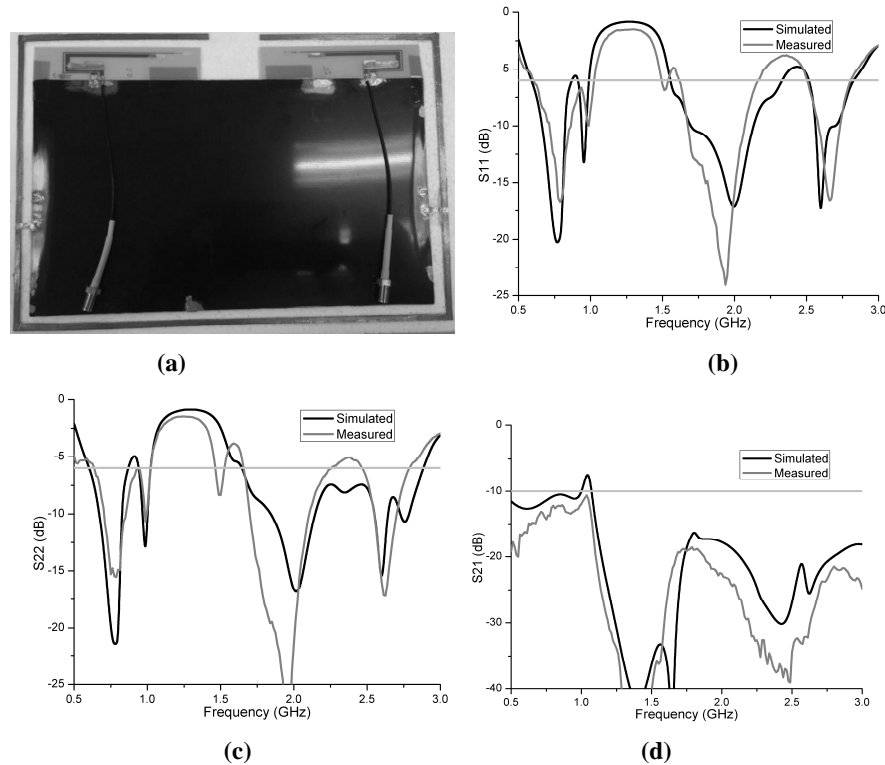 0
-5
-10
-15
-20
-25
S11 (dB)
0.5 1.0 1.5 2.0 2.5 3.0
Frequency (GHz)
Simulated
Measured
(a)
(b)
0
-5
-10
-15
-20
-25
S22 (dB)
0.5 1.0 1.5 2.0 2.5 3.0
Frequency (GHz)
Simulated
Measured
0
-10
-20
-30
-40
S21 (dB)
0.5 1.0 1.5 2.0 2.5 3.0
Frequency (GHz)
Simulated
Measured
(c)
(d)